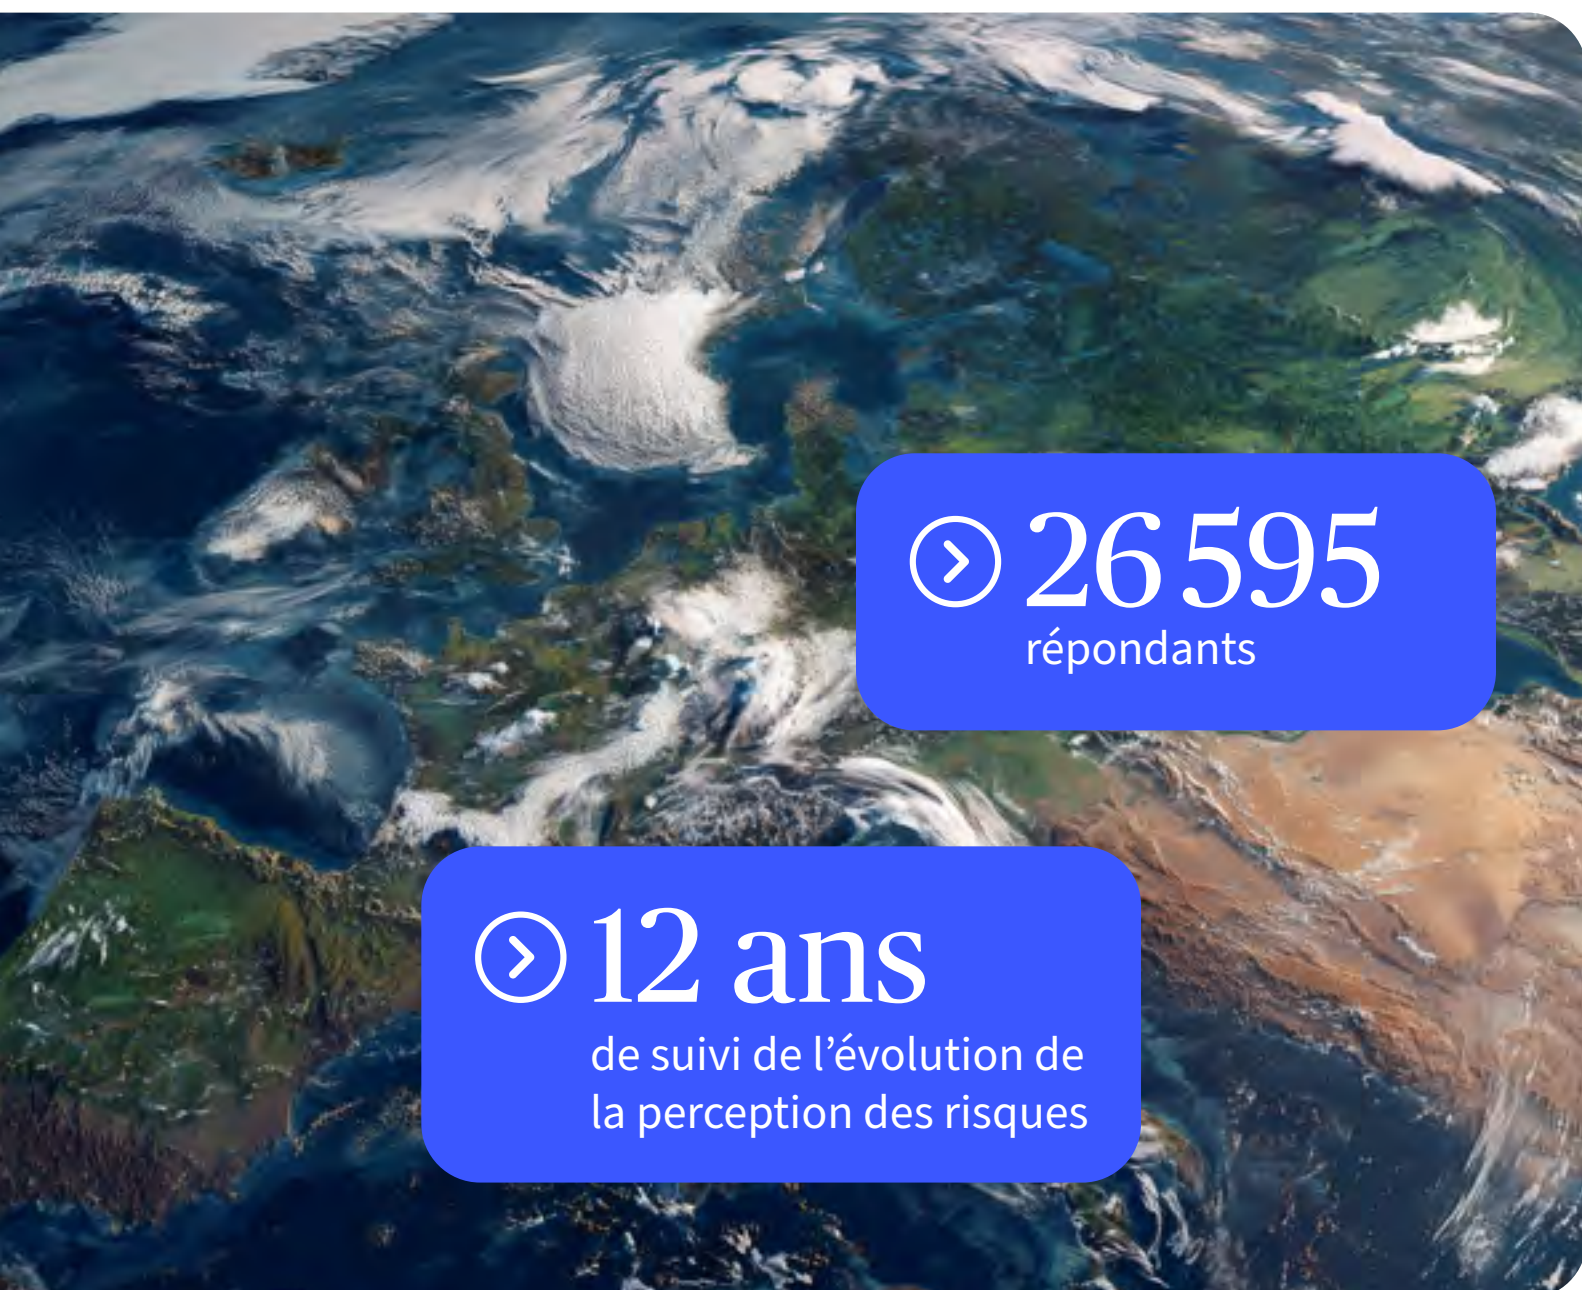 26 595
répondants
12 ans
de suivi de l’évolution de
la perception des risques